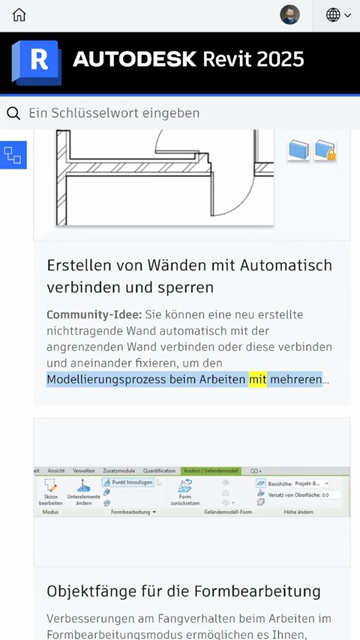 R AUTODESK Revit 2025
Ein Schlüsselwort eingeben
Erstellen von Wänden mit Automatisch
verbinden und sperren
Community-Idee: Sie können eine neu erstellte
nichttragende Wand automatisch mit der
angrenzenden Wand verbinden oder diese verbinden
und aneinander fixieren, um den
Modellierungsprozess beim Arbeiten mit mehreren...
Ansicht Verwalten Zusatzmodule Quantification Ändern | Geländemodell
Skizze bearbeiten
Unterelemente ändern
Punkt hinzufügen
Form zurücksetzen
Basishöhe: Projekt-B...
Versatz von Oberfläche: 0.0
Modus Formbearbeitung Geländemodell-Form Höhe ändern
Objektfänge für die Formbearbeitung
Verbesserungen am Fangverhalten beim Arbeiten im
Formbearbeitungsmodus ermöglichen es Ihnen,